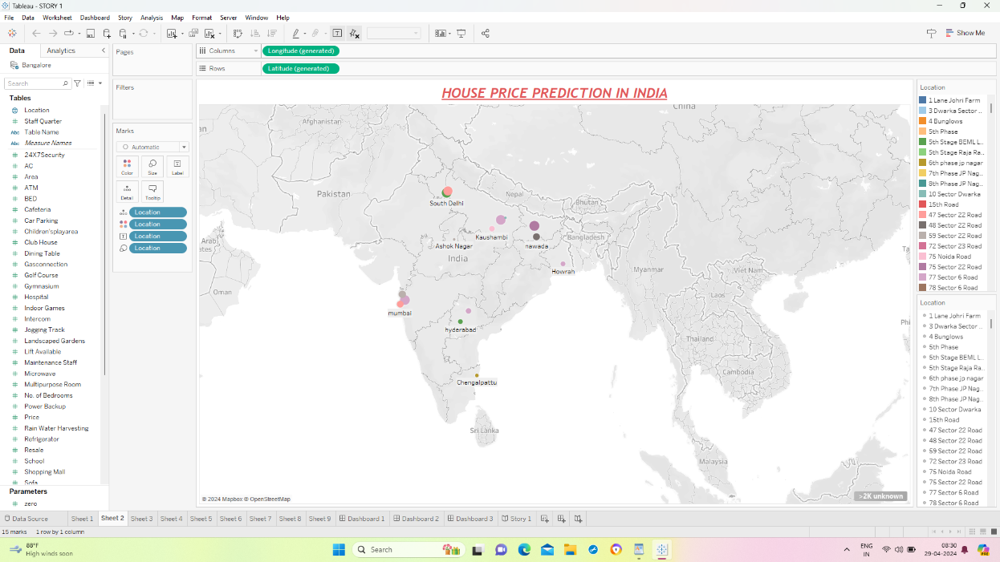 Tableau - STORY 1
File Data Worksheet Dashboard Story Analysis Map Format Server Window Help
Show Me
Data Analytics
Bangalore
Search
Tables
Location
Staff Quarter
Abc Table Name
Abc Measure Names
24X7Security
AC
Area
ATM
BED
Cafeteria
Car Parking
Children'splayarea
Club House
Dining Table
Gasconnection
Golf Course
Gymnasium
Hospital
Indoor Games
Intercom
Jogging Track
Landscaped Gardens
Lift Available
Maintenance Staff
Microwave
Multipurpose Room
No. of Bedrooms
Power Backup
Price
Rain Water Harvesting
Refrigerator
Resale
School
Shopping Mall
Sofa
Parameters
zero
Pages
Filters
Marks
Automatic
Color Size Label
Detail Tooltip
Location
Location
Location
Location
Columns Longitude (generated)
Rows Latitude (generated)
HOUSE PRICE PREDICTION IN INDIA
China
Afghanistan
Pakistan
Nepal
Bhutan
South Delhi
Kaushambi
nawada
Bangladesh
Ashok Nagar
India
Howrah
Myanmar
Viet Nam
Oman
Laos
mumbai
hyderabad
Thailand
Cambodia
Chengalpattu
Sri Lanka
Malaysia
© 2024 Mapbox © OpenStreetMap
>2K unknown
Location
1 Lane Johri Farm
3 Dwarka Sector ..
4 Bunglows
5th Phase
5th Stage BEML L..
5th Stage Raja Ra..
6th phase jp nagar
7th Phase JP Nag..
8th Phase JP Nag..
10 Sector Dwarka
15th Road
47 Sector 22 Road
48 Sector 22 Road
59 Sector 22 Road
72 Sector 23 Road
75 Noida Road
75 Sector 22 Road
77 Sector 6 Road
78 Sector 6 Road
Location
1 Lane Johri Farm
3 Dwarka Sector ..
4 Bunglows
5th Phase
5th Stage BEML L..
5th Stage Raja Ra..
6th phase jp nagar
7th Phase JP Nag..
8th Phase JP Nag..
10 Sector Dwarka
15th Road
47 Sector 22 Road
48 Sector 22 Road
59 Sector 22 Road
72 Sector 23 Road
75 Noida Road
75 Sector 22 Road
77 Sector 6 Road
78 Sector 6 Road
Data Source Sheet 1 Sheet 2 Sheet 3 Sheet 4 Sheet 5 Sheet 6 Sheet 7 Sheet 8 Sheet 9 Dashboard 1 Dashboard 2 Dashboard 3 Story 1
15 marks 1 row by 1 column
88°F
High winds soon
Search
ENG
IN
08:30
29-04-2024